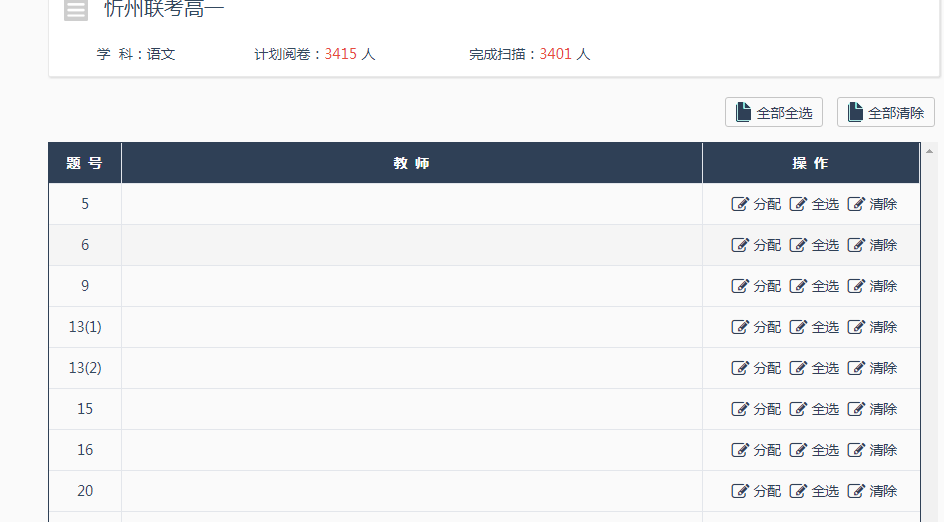 忻州联考高一
学 科：语文 计划阅卷：3415 人 完成扫描：3401 人
全部全选 全部清除
题 号 教 师 操 作
5 分配 全选 清除
6 分配 全选 清除
9 分配 全选 清除
13(1) 分配 全选 清除
13(2) 分配 全选 清除
15 分配 全选 清除
16 分配 全选 清除
20 分配 全选 清除